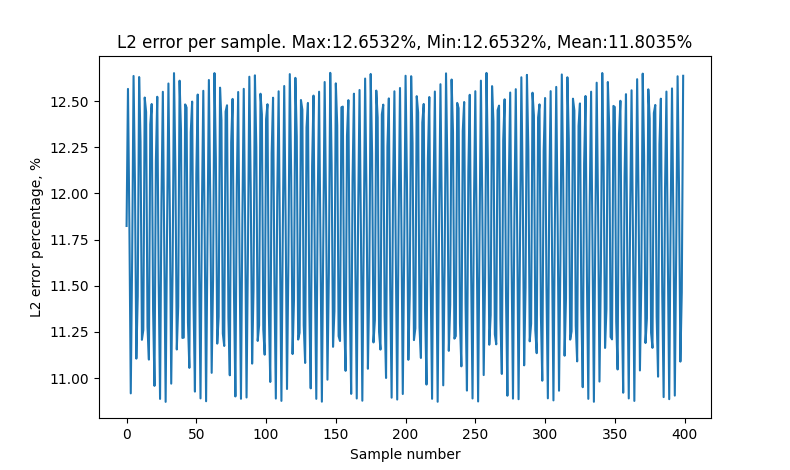 L2 error per sample. Max:12.6532%, Min:12.6532%, Mean:11.8035%
12.50
12.25
12.00
11.75
11.50
11.25
11.00
L2 error percentage, %
0 50 100 150 200 250 300 350 400
Sample number